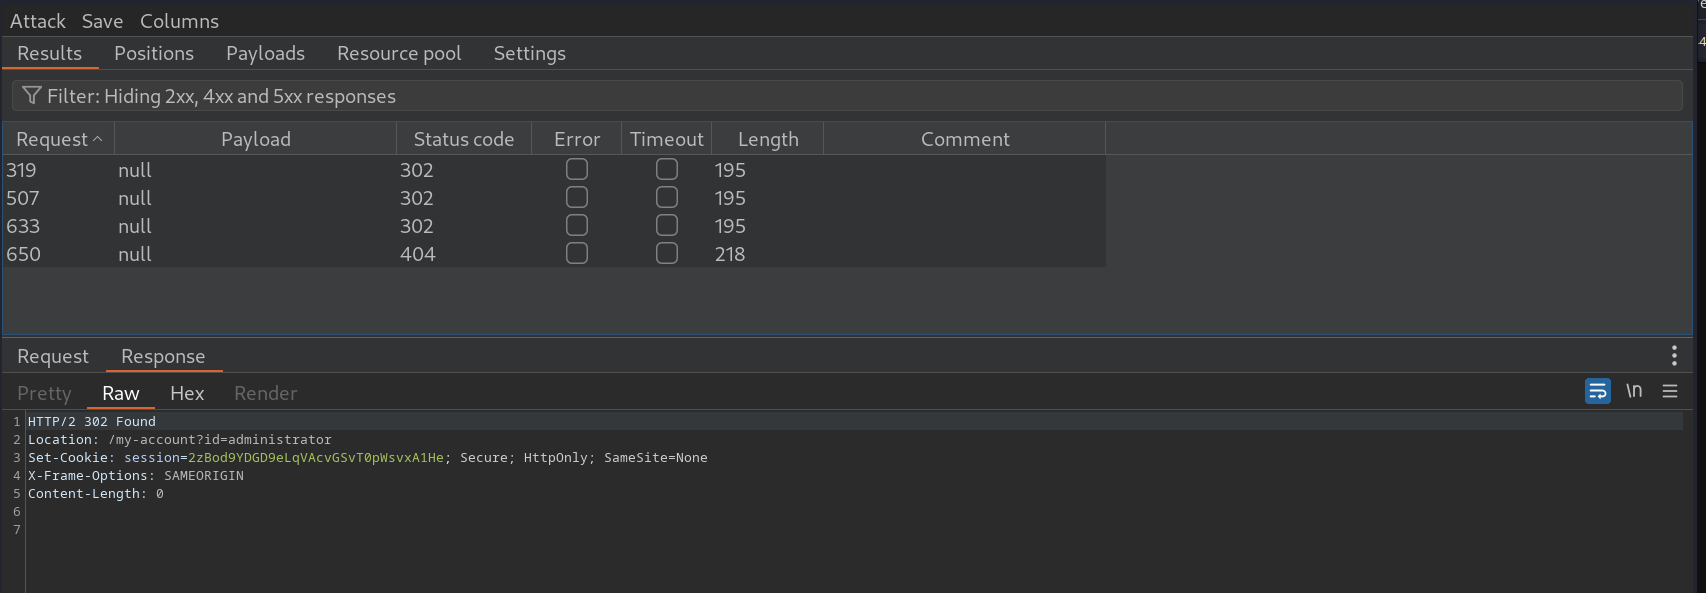 Attack Save Columns
Results Positions Payloads Resource pool Settings
Filter: Hiding 2xx, 4xx and 5xx responses
Request Payload Status code Error Timeout Length Comment
319 null 302 195
507 null 302 195
633 null 302 195
650 null 404 218
Request Response
Pretty Raw Hex Render \n
1 HTTP/2 302 Found
2 Location: /my-account?id=administrator
3 Set-Cookie: session=2zBod9YDGD9eLqVAcvGSvT0pWsvxA1He; Secure; HttpOnly; SameSite=None
4 X-Frame-Options: SAMEORIGIN
5 Content-Length: 0
6
7